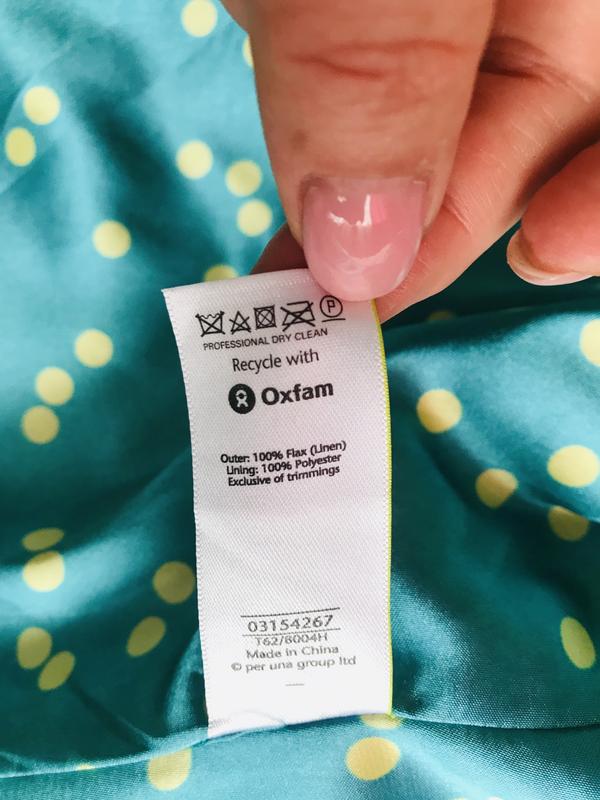 P
PROFESSIONAL DRY CLEAN
Recycle with
Oxfam
Outer: 100% Flax (Linen)
Lining: 100% Polyester
Exclusive of trimmings
03154267
T62/8004H
Made in China
© per una group ltd